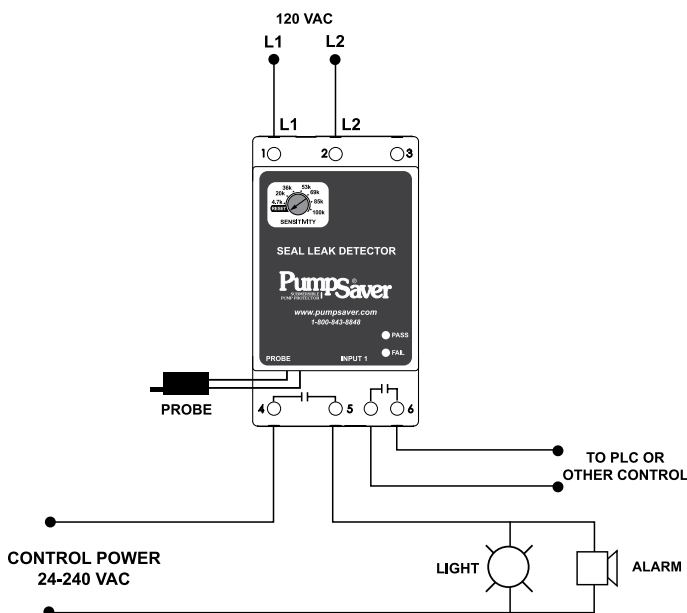 120 VAC
L1 L2
L1 L2
1 2 3
36k 53k
20k 69k
4.7k 85k
RESET 100k
SENSITIVITY
SEAL LEAK DETECTOR
PumpSaver®
SUBMERSIBLE
PUMP PROTECTOR
www.pumpsaver.com
1-800-843-8848
PASS
FAIL
PROBE INPUT 1
PROBE
4 5 6
TO PLC OR
OTHER CONTROL
CONTROL POWER
24-240 VAC
LIGHT
ALARM